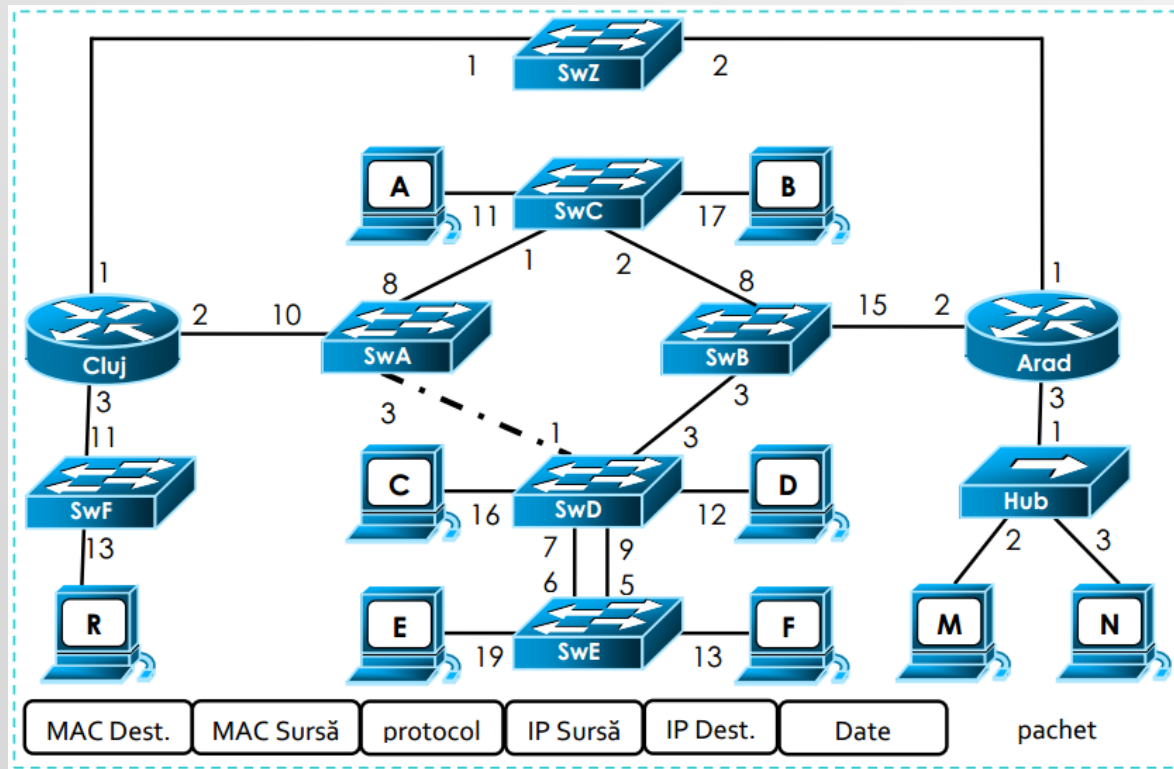 1 SwZ 2
A 11 SwC 17 B
1 2
1 8 8 1
Cluj 2 10 SwA SwB 15 2 Arad
3 3 1 3 3 3
11 1
SwF C 16 SwD 12 D Hub
13 7 9 2 3
6 5
R E 19 SwE 13 F M N
MAC Dest. MAC Sursă protocol IP Sursă IP Dest. Date pachet